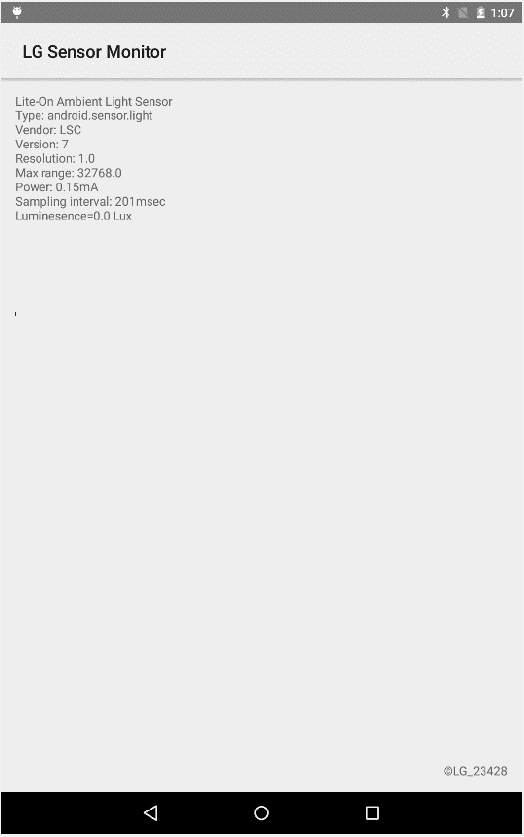 1:07
LG Sensor Monitor
Lite-On Ambient Light Sensor
Type: android.sensor.light
Vendor: LSC
Version: 7
Resolution: 1.0
Max range: 32768.0
Power: 0.15mA
Sampling interval: 201msec
Luminesence=0.0 Lux
©LG_23428